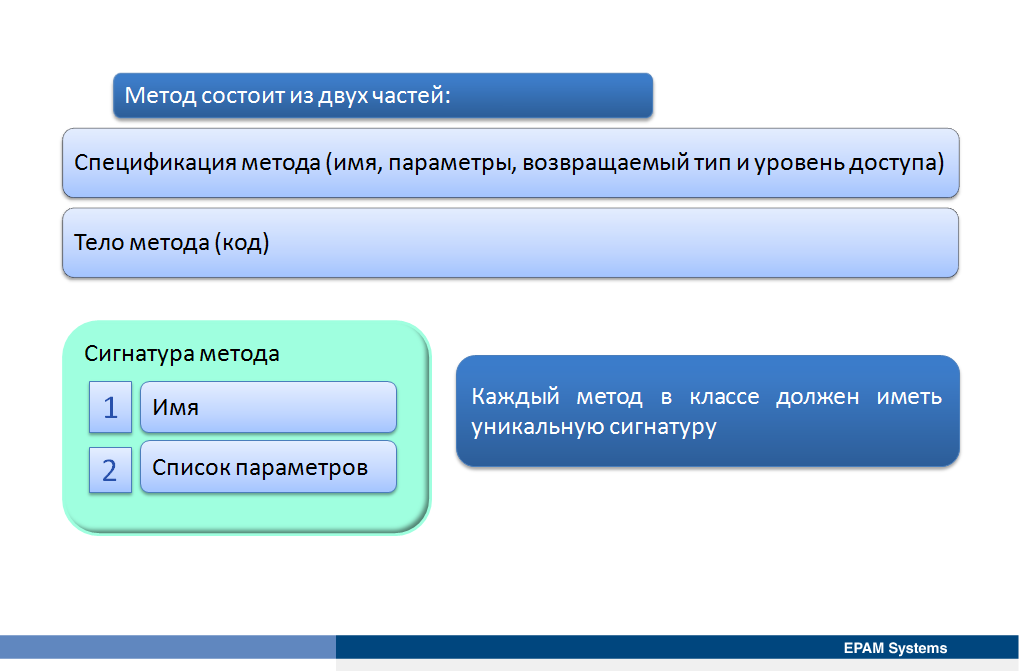 Метод состоит из двух частей:
Спецификация метода (имя, параметры, возвращаемый тип и уровень доступа)
Тело метода (код)
Сигнатура метода
1 Имя
2 Список параметров
Каждый метод в классе должен иметь
уникальную сигнатуру
EPAM Systems